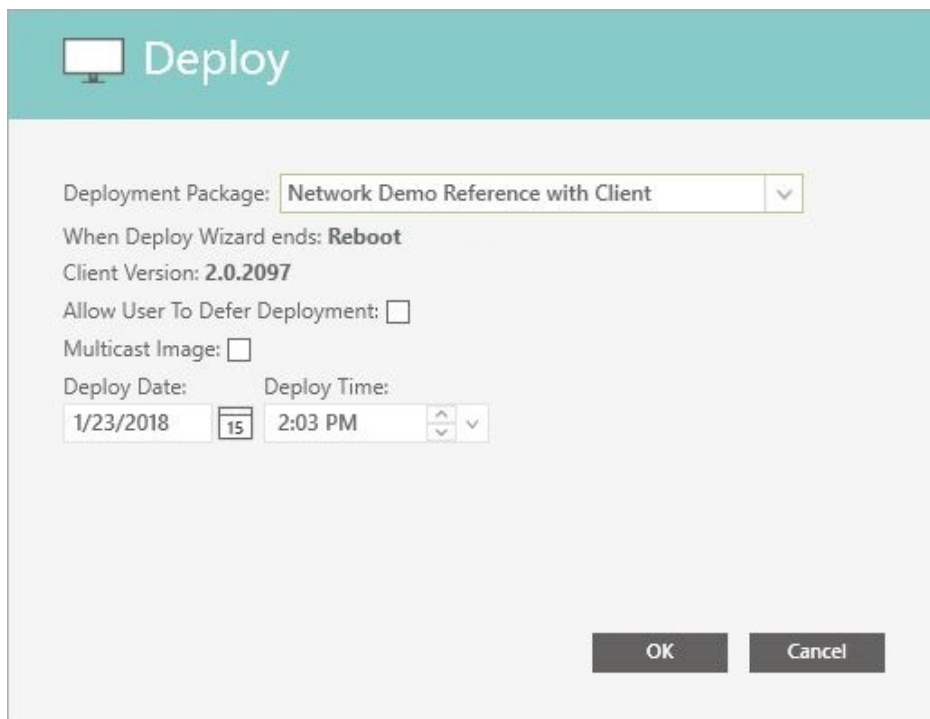 Deploy
Deployment Package: Network Demo Reference with Client
When Deploy Wizard ends: Reboot
Client Version: 2.0.2097
Allow User To Defer Deployment:
Multicast Image:
Deploy Date: Deploy Time:
1/23/2018 15 2:03 PM
OK Cancel